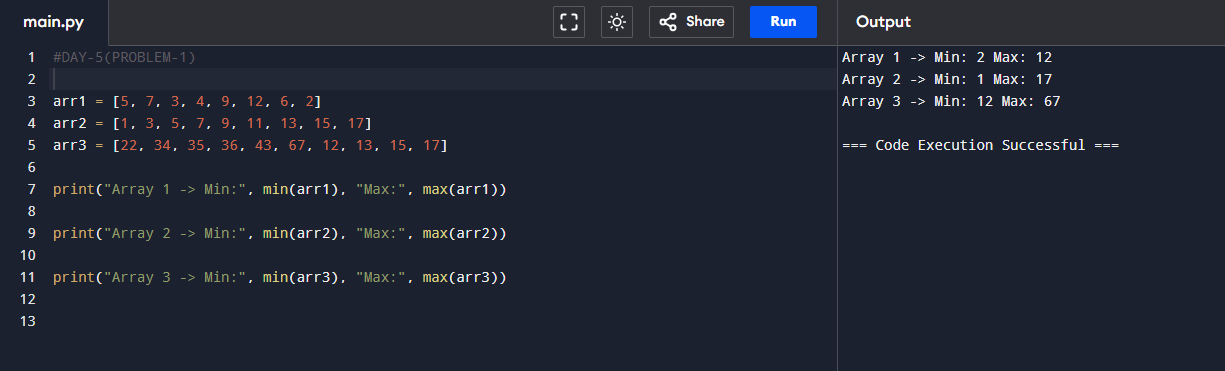 main.py
Share
Run
Output
1 #DAY-5(PROBLEM-1)
2
3 arr1 = [5, 7, 3, 4, 9, 12, 6, 2]
4 arr2 = [1, 3, 5, 7, 9, 11, 13, 15, 17]
5 arr3 = [22, 34, 35, 36, 43, 67, 12, 13, 15, 17]
6
7 print("Array 1 -> Min:", min(arr1), "Max:", max(arr1))
8
9 print("Array 2 -> Min:", min(arr2), "Max:", max(arr2))
10
11 print("Array 3 -> Min:", min(arr3), "Max:", max(arr3))
12
13
Array 1 -> Min: 2 Max: 12
Array 2 -> Min: 1 Max: 17
Array 3 -> Min: 12 Max: 67
=== Code Execution Successful ===